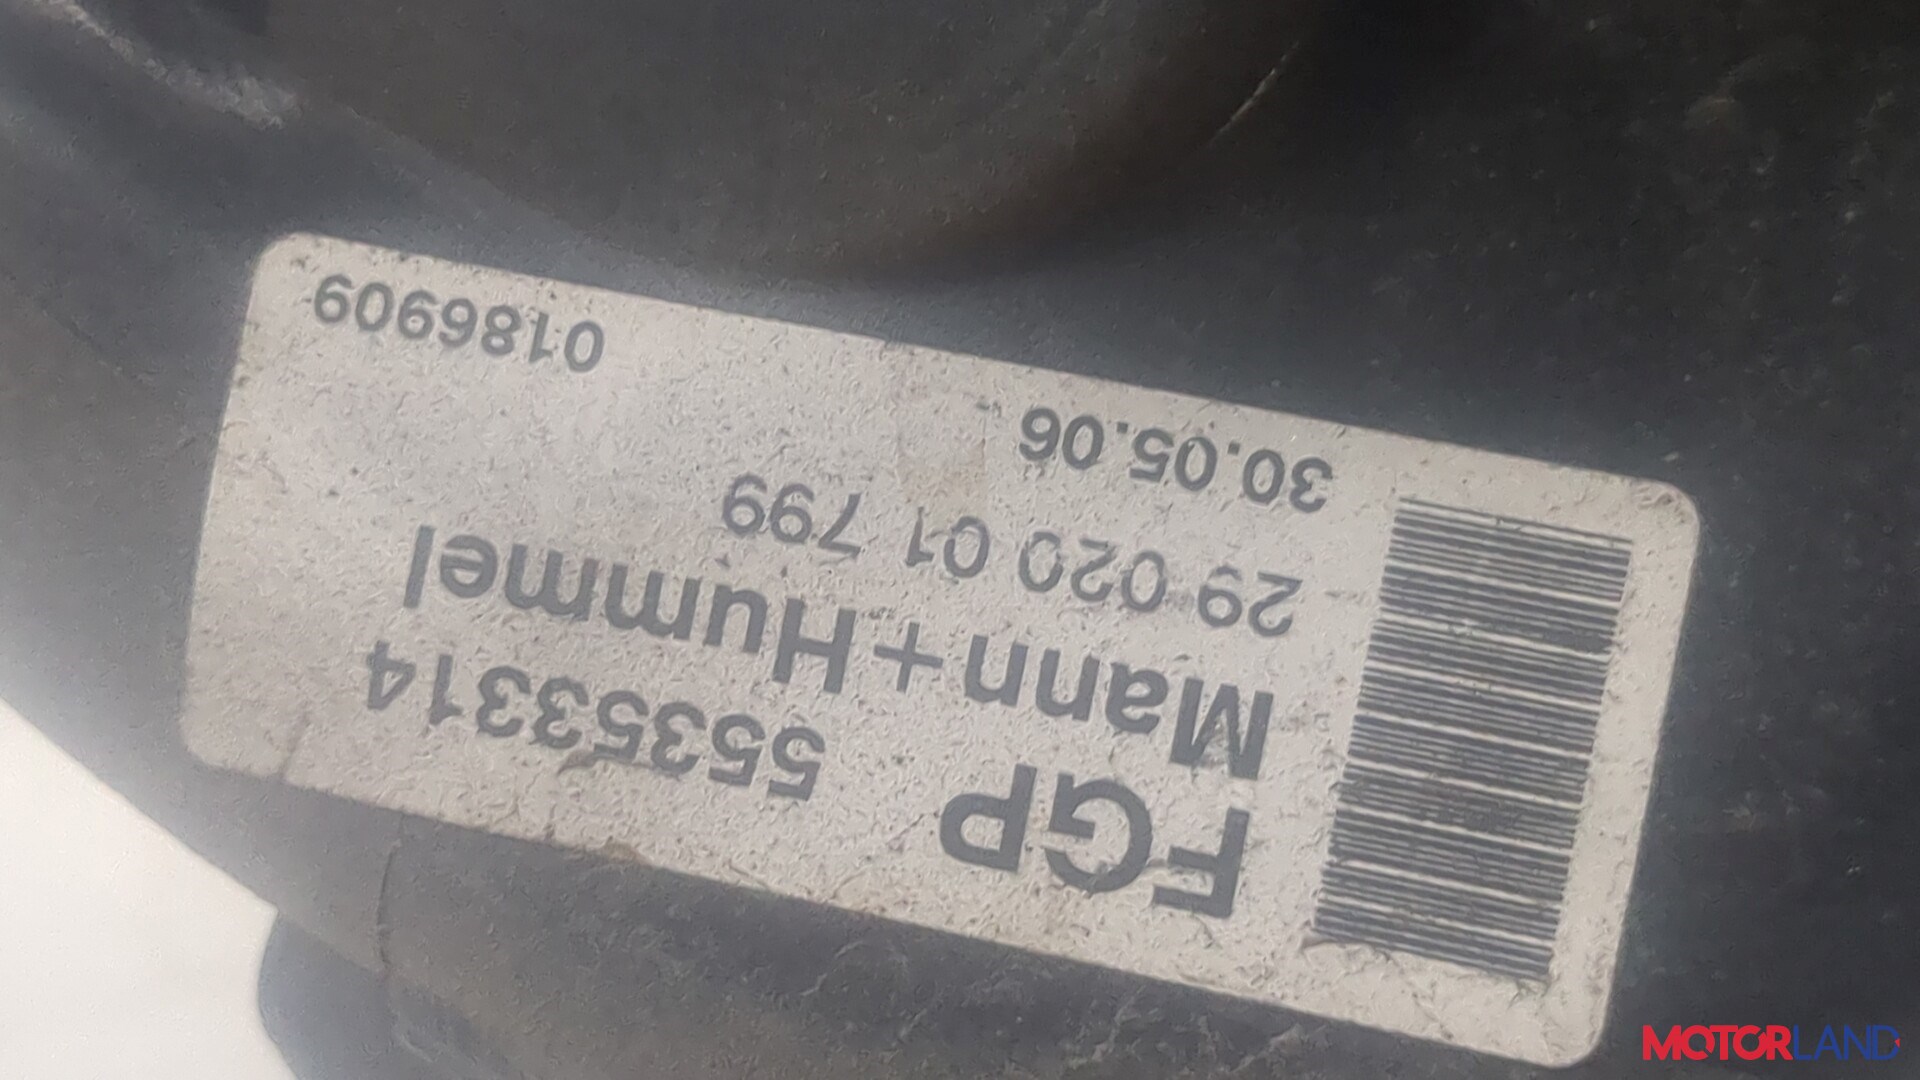 FGP 55353314
Mann + Hummel
29 020 01 799
30.05.06
0186909
MOTORLAND